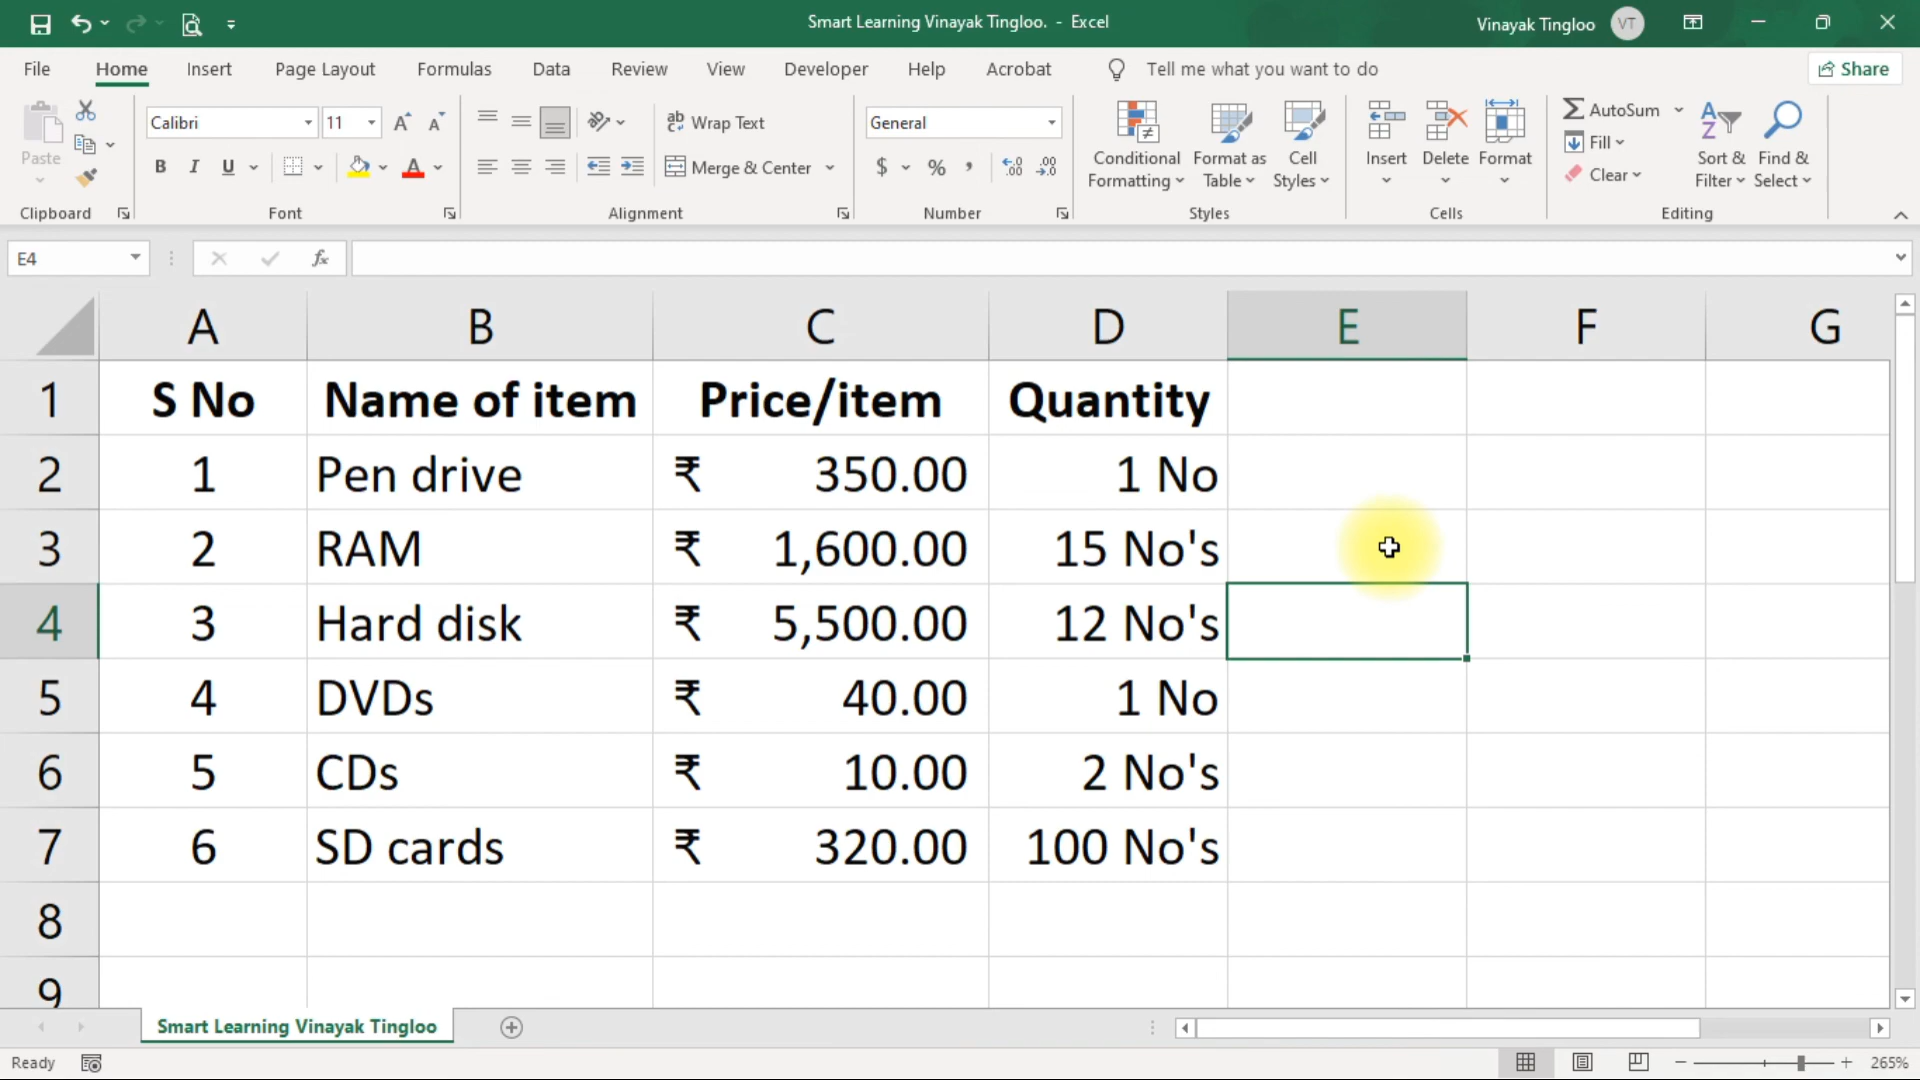 Smart Learning Vinayak Tingloo. - Excel
Vinayak Tingloo VT
File Home Insert Page Layout Formulas Data Review View Developer Help Acrobat Tell me what you want to do Share
Paste
Clipboard
Calibri 11
B I U A
Font
ab Wrap Text
Merge & Center
Alignment
General
$ % , .00 .00
Number
Conditional Formatting
Format as Table
Cell Styles
Styles
Insert Delete Format
Cells
AutoSum
Fill
Clear
Sort & Filter
Find & Select
Editing
E4 fx
A B C D E F G
1 S No Name of item Price/item Quantity
2 1 Pen drive ₹ 350.00 1 No
3 2 RAM ₹ 1,600.00 15 No's
4 3 Hard disk ₹ 5,500.00 12 No's
5 4 DVDs ₹ 40.00 1 No
6 5 CDs ₹ 10.00 2 No's
7 6 SD cards ₹ 320.00 100 No's
8
9
Smart Learning Vinayak Tingloo
Ready 265%